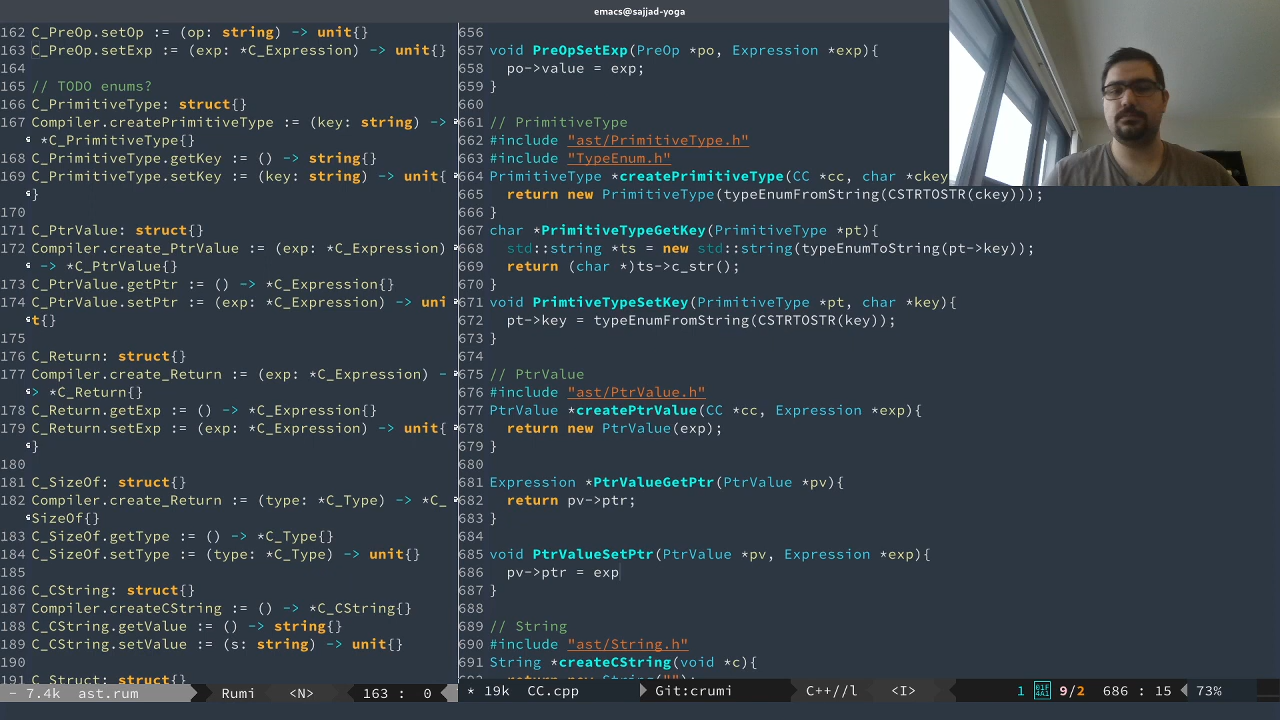 emacs@sajjad-yoga
162 C_PreOp.setOp := (op: string) -> unit{}
163 C_PreOp.setExp := (exp: *C_Expression) -> unit{}
164
165 // TODO enums?
166 C_PrimitiveType: struct{}
167 Compiler.createPrimitiveType := (key: string) ->
*C_PrimitiveType{}
168 C_PrimitiveType.getKey := () -> string{}
169 C_PrimitiveType.setKey := (key: string) -> unit{
}
170
171 C_PtrValue: struct{}
172 Compiler.create_PtrValue := (exp: *C_Expression)
-> *C_PtrValue{}
173 C_PtrValue.getPtr := () -> *C_Expression{}
174 C_PtrValue.setPtr := (exp: *C_Expression) -> uni
t{}
175
176 C_Return: struct{}
177 Compiler.create_Return := (exp: *C_Expression) -
> *C_Return{}
178 C_Return.getExp := () -> *C_Expression{}
179 C_Return.setExp := (exp: *C_Expression) -> unit{
}
180
181 C_SizeOf: struct{}
182 Compiler.create_Return := (type: *C_Type) -> *C_
SizeOf{}
183 C_SizeOf.getType := () -> *C_Type{}
184 C_SizeOf.setType := (type: *C_Type) -> unit{}
185
186 C_CString: struct{}
187 Compiler.createCString := () -> *C_CString{}
188 C_CString.getValue := () -> string{}
189 C_CString.setValue := (s: string) -> unit{}
190
191 C_Struct: struct{}
- 7.4k ast.rum Rumi <N> 163 : 0
656
657 void PreOpSetExp(PreOp *po, Expression *exp){
658 po->value = exp;
659 }
660
661 // PrimitiveType
662 #include "ast/PrimitiveType.h"
663 #include "TypeEnum.h"
664 PrimitiveType *createPrimitiveType(CC *cc, char *ckey
665 return new PrimitiveType(typeEnumFromString(CSTRTOSTR(ckey)));
666 }
667 char *PrimitiveTypeGetKey(PrimitiveType *pt){
668 std::string *ts = new std::string(typeEnumToString(pt->key));
669 return (char *)ts->c_str();
670 }
671 void PrimtiveTypeSetKey(PrimitiveType *pt, char *key){
672 pt->key = typeEnumFromString(CSTRTOSTR(key));
673 }
674
675 // PtrValue
676 #include "ast/PtrValue.h"
677 PtrValue *createPtrValue(CC *cc, Expression *exp){
678 return new PtrValue(exp);
679 }
680
681 Expression *PtrValueGetPtr(PtrValue *pv){
682 return pv->ptr;
683 }
684
685 void PtrValueSetPtr(PtrValue *pv, Expression *exp){
686 pv->ptr = exp
687 }
688
689 // String
690 #include "ast/String.h"
691 String *createCString(void *c){
* 19k CC.cpp Git:crumi C++//l <I> 1 9/2 686 : 15 73%